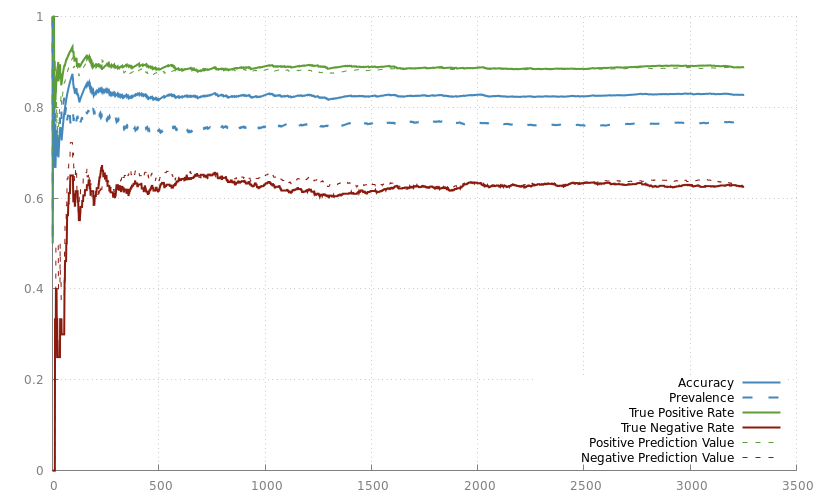 1
0.8
0.6
0.4
0.2
0
0 500 1000 1500 2000 2500 3000 3500
Accuracy
Prevalence
True Positive Rate
True Negative Rate
Positive Prediction Value
Negative Prediction Value